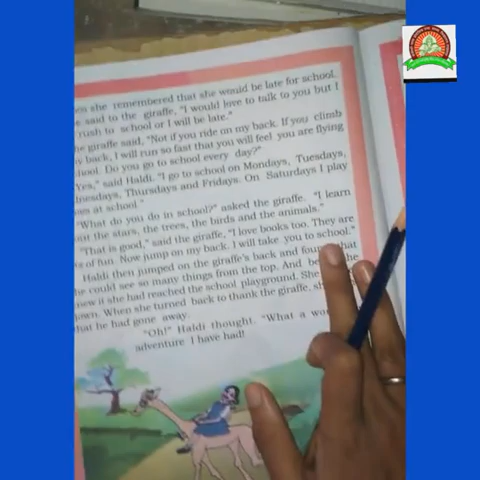 she remembered that she would be late for school.
said to the giraffe, "I would love to talk to you but I
rush to school or I will be late."
giraffe said, "Not if you ride on my back. If you climb
back, I will run so fast that you will feel you are flying
Do you go to school every day?"
"Yes," said Haldi. "I go to school on Mondays, Tuesdays,
Thursdays and Fridays. On Saturdays I play
at school."
"What do you do in school?" asked the giraffe. "I learn
the stars, the trees, the birds and the animals."
"That is good," said the giraffe, "I love books too. They are
of fun. Now jump on my back. I will take you to school."
Haldi then jumped on the giraffe's back and that
could see so many things from the top. And the
it she had reached the school playground. She
When she turned back to thank the giraffe,
that he had gone away.
"Oh!" Haldi thought. "What a
adventure I have had!